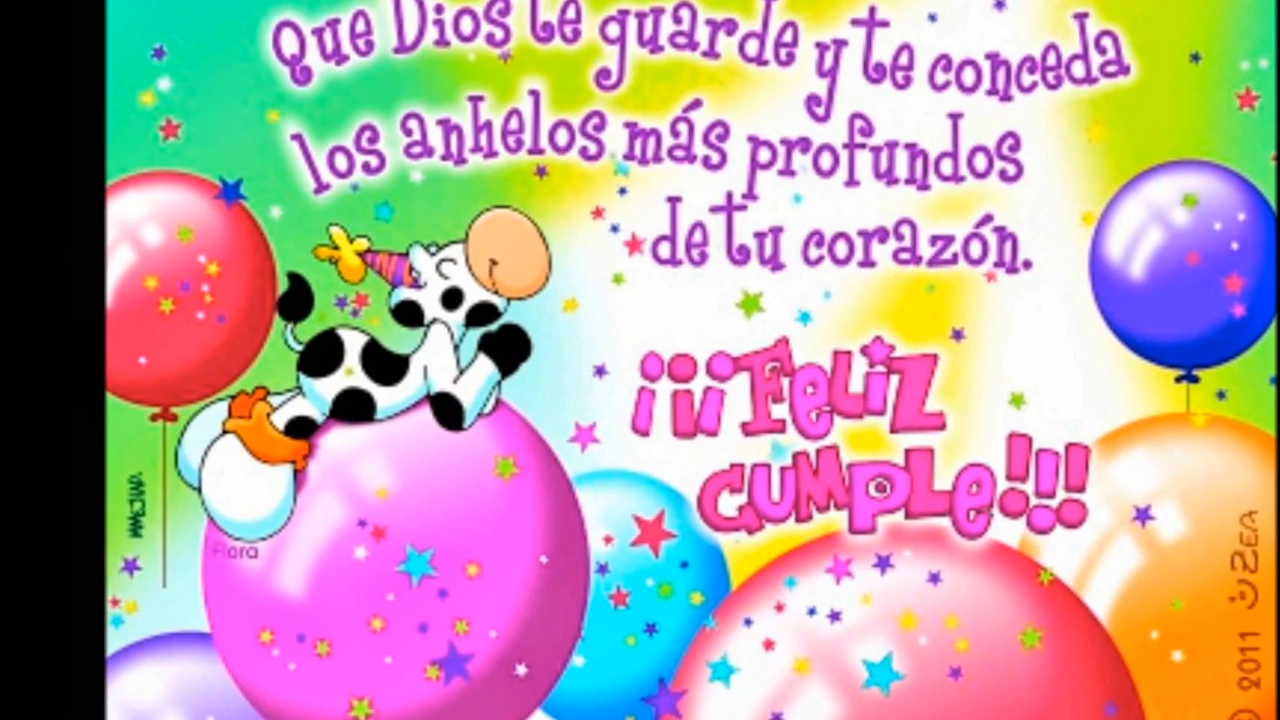 Que Dios te guarde y te conceda
los anhelos más profundos
de tu corazón.
¡¡¡FeLiZ
CUMPLe!!!
Flora
© 2011 ZEA